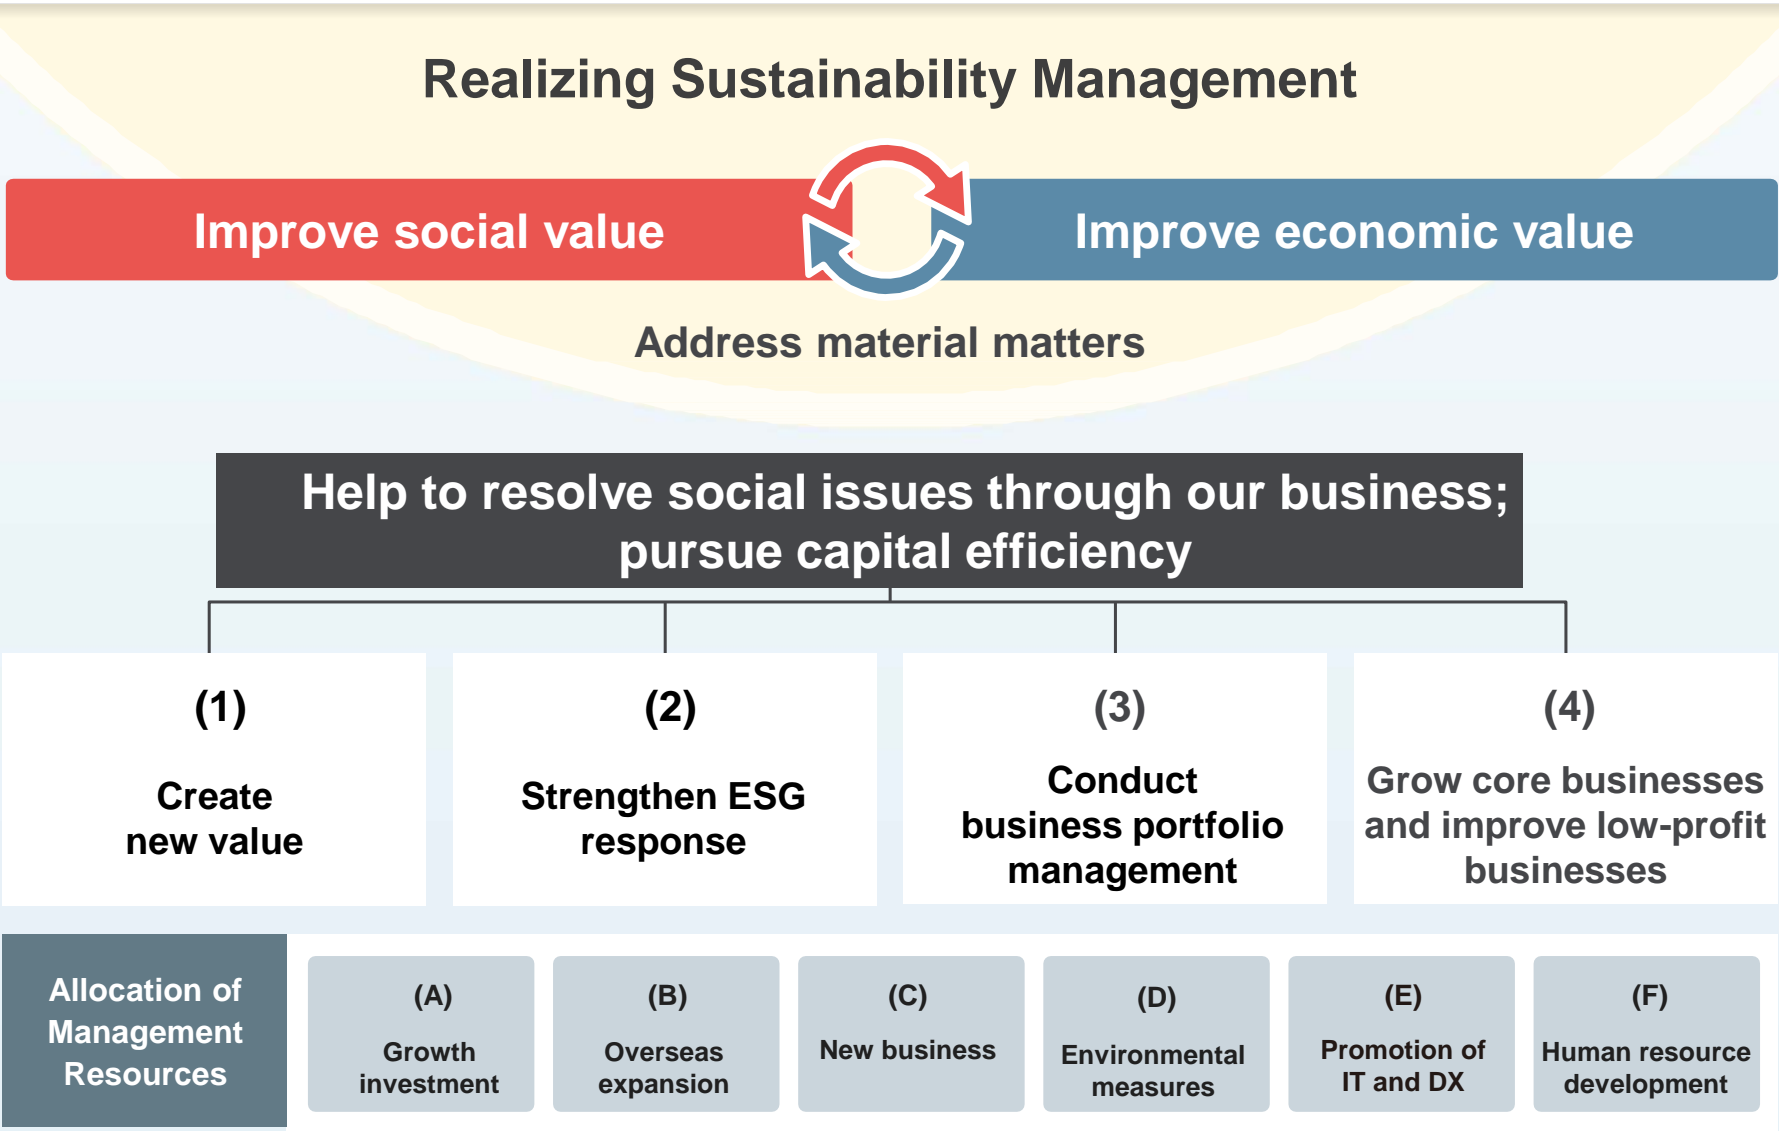 Realizing Sustainability Management
Improve social value
Improve economic value
Address material matters
Help to resolve social issues through our business;
pursue capital efficiency
(1)
Create
new value
(2)
Strengthen ESG
response
(3)
Conduct
business portfolio
management
(4)
Grow core businesses
and improve low-profit
businesses
Allocation of
Management
Resources
(A)
Growth
investment
(B)
Overseas
expansion
(C)
New business
(D)
Environmental
measures
(E)
Promotion of
IT and DX
(F)
Human resource
development